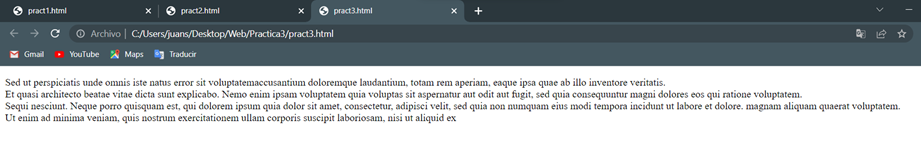 pract1.html
pract2.html
pract3.html
Archivo | C:/Users/juans/Desktop/Web/Practica3/pract3.html
Gmail YouTube Maps Traducir
Sed ut perspiciatis unde omnis iste natus error sit voluptatemaccusantium doloremque laudantium, totam rem aperiam, eaque ipsa quae ab illo inventore veritatis.
Et quasi architecto beatae vitae dicta sunt explicabo. Nemo enim ipsam voluptatem quia voluptas sit aspernatur aut odit aut fugit, sed quia consequuntur magni dolores eos qui ratione voluptatem.
Sequi nesciunt. Neque porro quisquam est, qui dolorem ipsum quia dolor sit amet, consectetur, adipisci velit, sed quia non numquam eius modi tempora incidunt ut labore et dolore. magnam aliquam quaerat voluptatem.
Ut enim ad minima veniam, quis nostrum exercitationem ullam corporis suscipit laboriosam, nisi ut aliquid ex